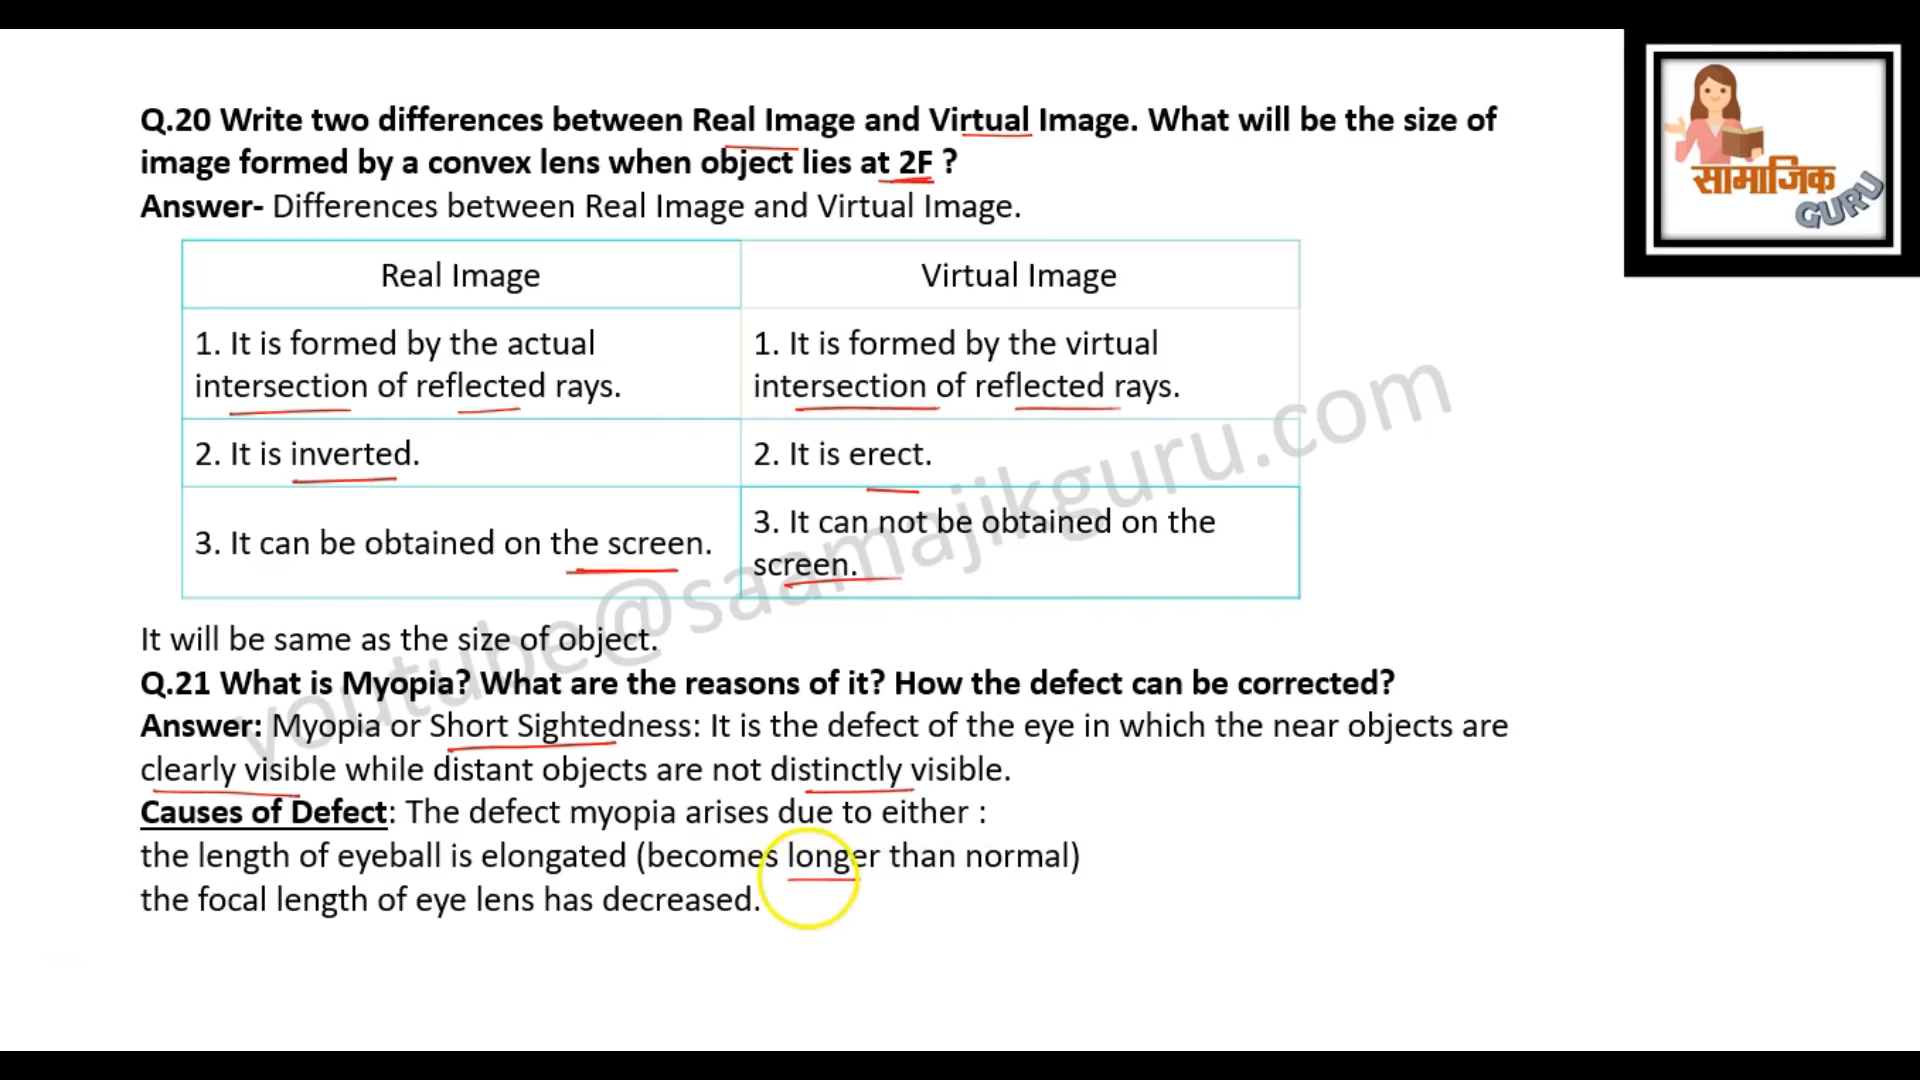 Q.20 Write two differences between Real Image and Virtual Image. What will be the size of
image formed by a convex lens when object lies at 2F ?
Answer- Differences between Real Image and Virtual Image.
Real Image
Virtual Image
1. It is formed by the actual
intersection of reflected rays.
1. It is formed by the virtual
intersection of reflected rays.
2. It is inverted.
2. It is erect.
3. It can be obtained on the screen.
3. It can not be obtained on the
screen.
It will be same as the size of object.
Q.21 What is Myopia? What are the reasons of it? How the defect can be corrected?
Answer: Myopia or Short Sightedness: It is the defect of the eye in which the near objects are
clearly visible while distant objects are not distinctly visible.
Causes of Defect: The defect myopia arises due to either :
the length of eyeball is elongated (becomes longer than normal)
the focal length of eye lens has decreased.
youtube@saamajikguru.com
सामाजिक
GURU